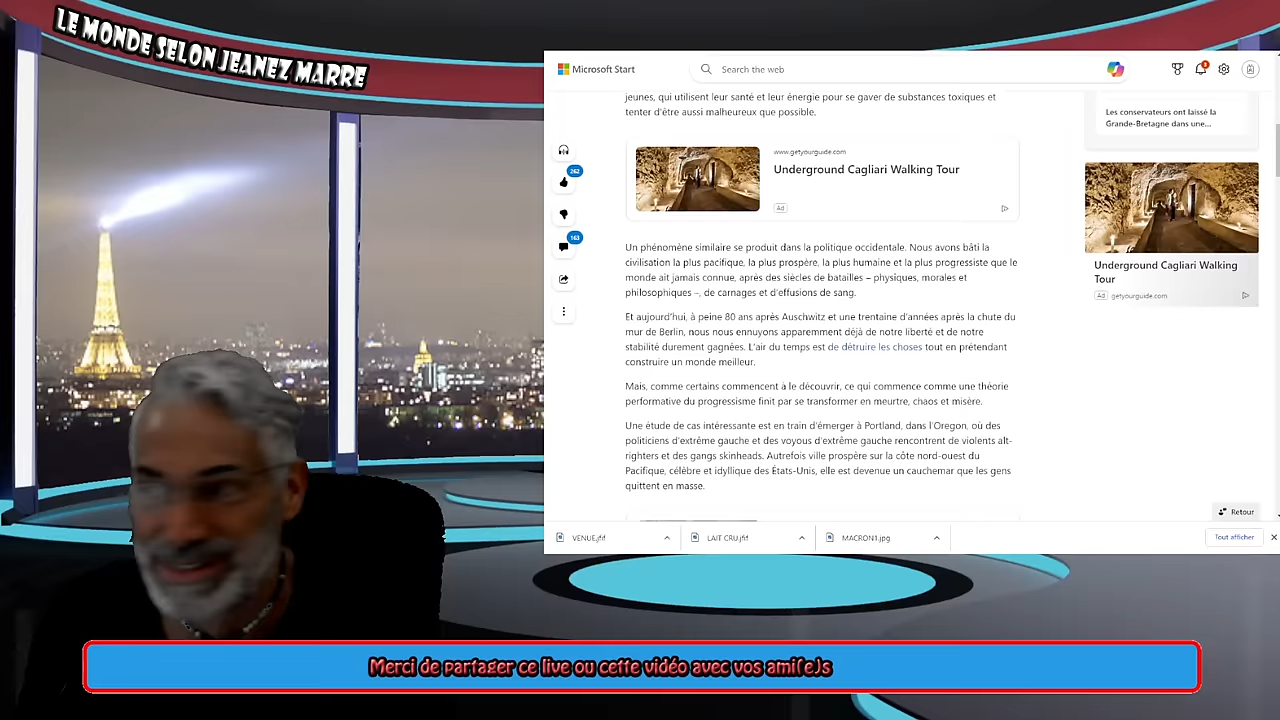 LE MONDE SELON JEANEZ MARRE
Microsoft Start
Search the web
3
jeunes, qui utilisent leur santé et leur énergie pour se gaver de substances toxiques et
tenter d'être aussi malheureux que possible.
www.getyourguide.com
Underground Cagliari Walking Tour
Ad
262
163
Un phénomène similaire se produit dans la politique occidentale. Nous avons bâti la
civilisation la plus pacifique, la plus prospère, la plus humaine et la plus progressiste que le
monde ait jamais connue, après des siècles de batailles – physiques, morales et
philosophiques –, de carnages et d'effusions de sang.
Et aujourd'hui, à peine 80 ans après Auschwitz et une trentaine d'années après la chute du
mur de Berlin, nous nous ennuyons apparemment déjà de notre liberté et de notre
stabilité durement gagnées. L'air du temps est de détruire les choses tout en prétendant
construire un monde meilleur.
Mais, comme certains commencent à le découvrir, ce qui commence comme une théorie
performative du progressisme finit par se transformer en meurtre, chaos et misère.
Une étude de cas intéressante est en train d'émerger à Portland, dans l'Oregon, où des
politiciens d'extrême gauche et des voyous d'extrême gauche rencontrent de violents alt-
righters et des gangs skinheads. Autrefois ville prospère sur la côte nord-ouest du
Pacifique, célèbre et idyllique des États-Unis, elle est devenue un cauchemar que les gens
quittent en masse.
Les conservateurs ont laissé la
Grande-Bretagne dans une...
Underground Cagliari Walking
Tour
Ad getyourguide.com
Retour
VENUE.jfif
LAIT CRU.jfif
MACRON1.jpg
Tout afficher
Merci de partager ce live ou cette vidéo avec vos ami(e)s